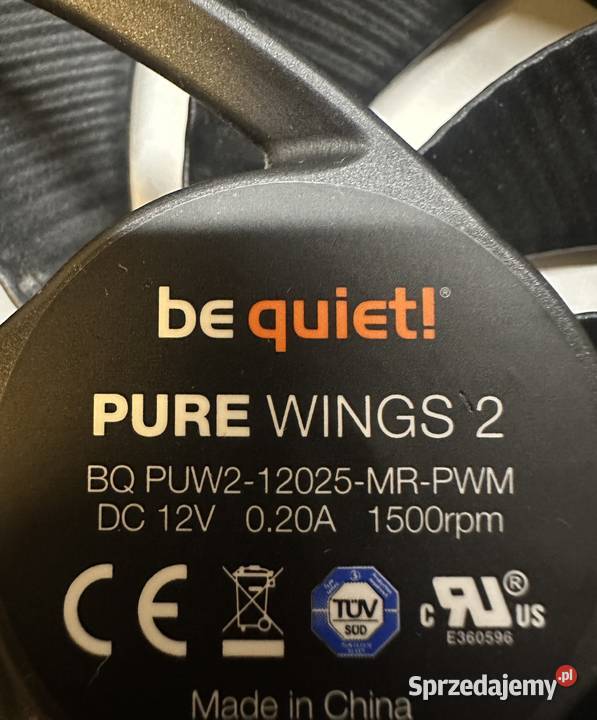 be quiet!®
PURE WINGS 2
BQ PUW2-12025-MR-PWM
DC 12V 0.20A 1500rpm
CE TÜV SÜD c RU® US
E360596
Made in China
Sprzedajemy.pl